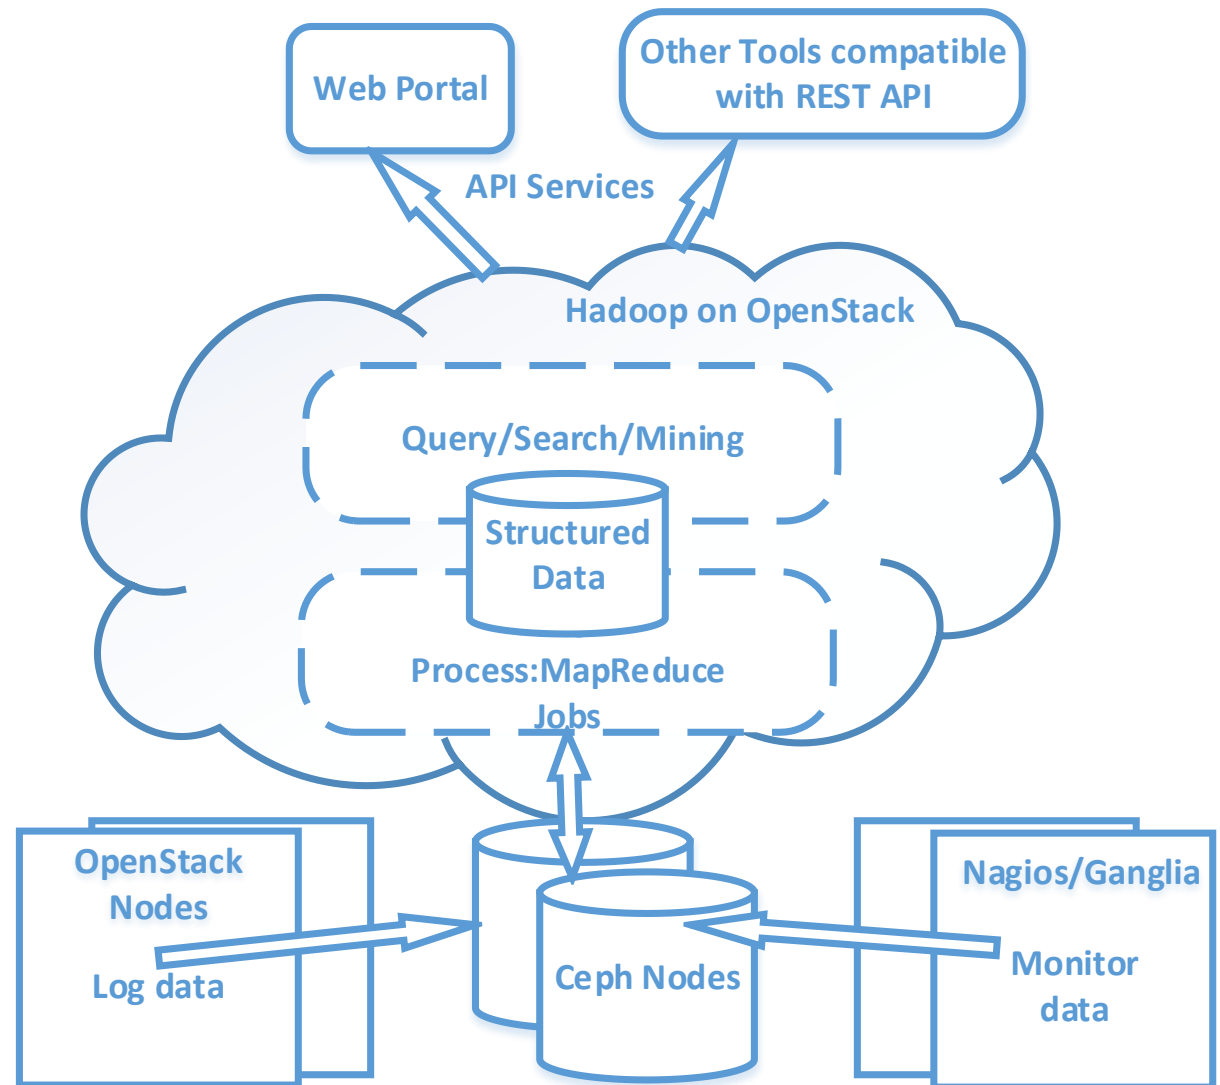 Web Portal
Other Tools compatible
with REST API
API Services
Hadoop on OpenStack
Query/Search/Mining
Structured
Data
Process:MapReduce
Jobs
OpenStack
Nodes
Log data
Ceph Nodes
Nagios/Ganglia
Monitor
data